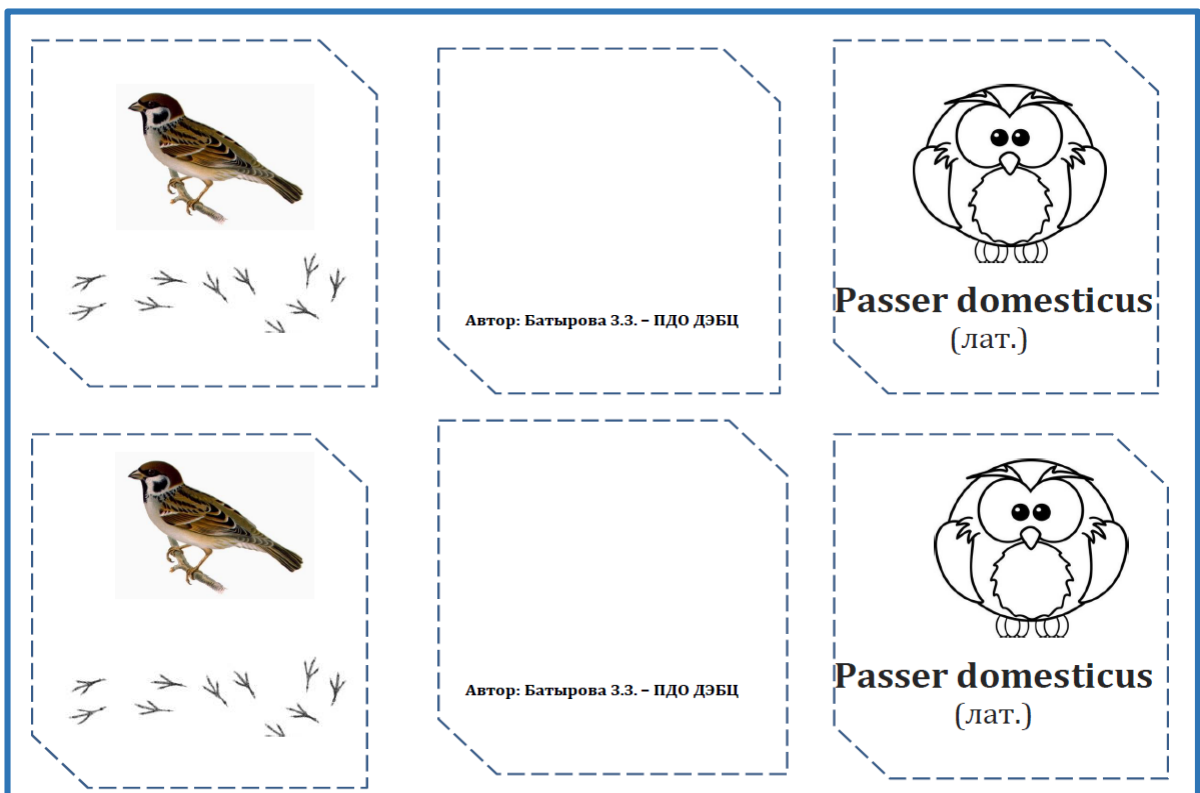 Автор: Батырова З.З. – ПДО ДЭБЦ
Passer domesticus
(лат.)
Автор: Батырова З.З. – ПДО ДЭБЦ
Passer domesticus
(лат.)